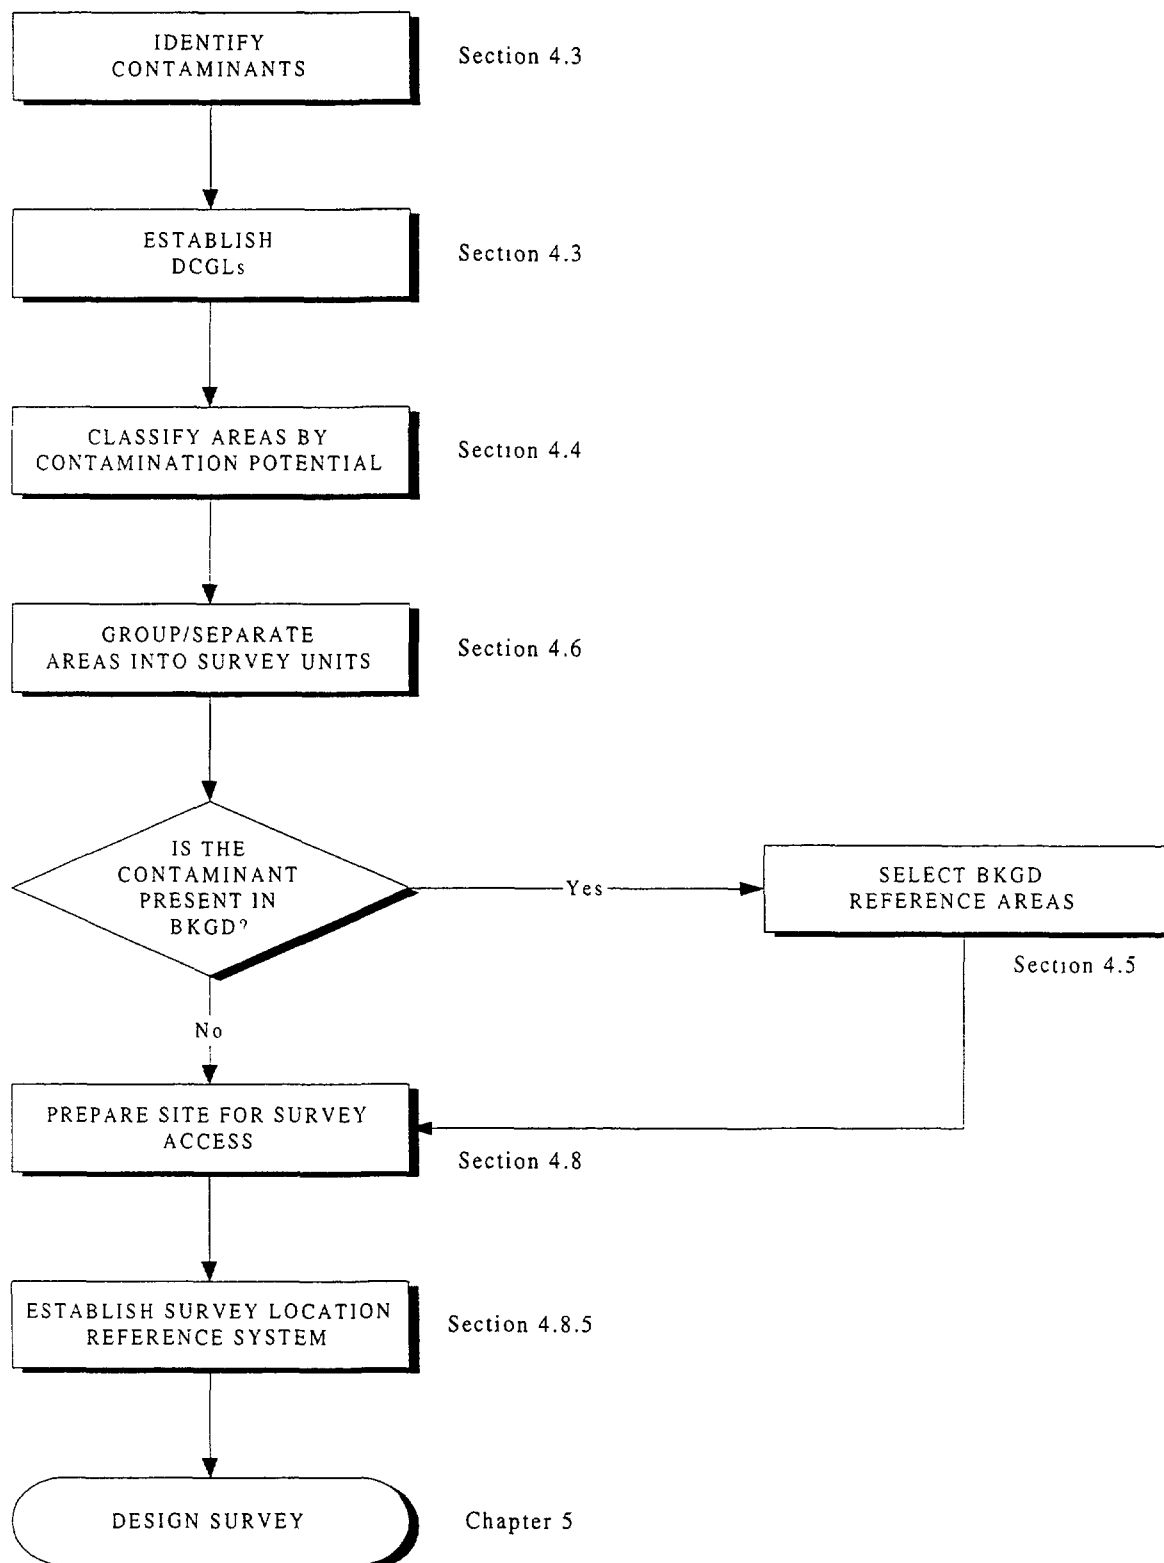 IDENTIFY
CONTAMINANTS
Section 4.3
ESTABLISH
DCGLs
Section 4.3
CLASSIFY AREAS BY
CONTAMINATION POTENTIAL
Section 4.4
GROUP/SEPARATE
AREAS INTO SURVEY UNITS
Section 4.6
IS THE
CONTAMINANT
PRESENT IN
BKGD?
Yes
SELECT BKGD
REFERENCE AREAS
Section 4.5
No
PREPARE SITE FOR SURVEY
ACCESS
Section 4.8
ESTABLISH SURVEY LOCATION
REFERENCE SYSTEM
Section 4.8.5
DESIGN SURVEY
Chapter 5